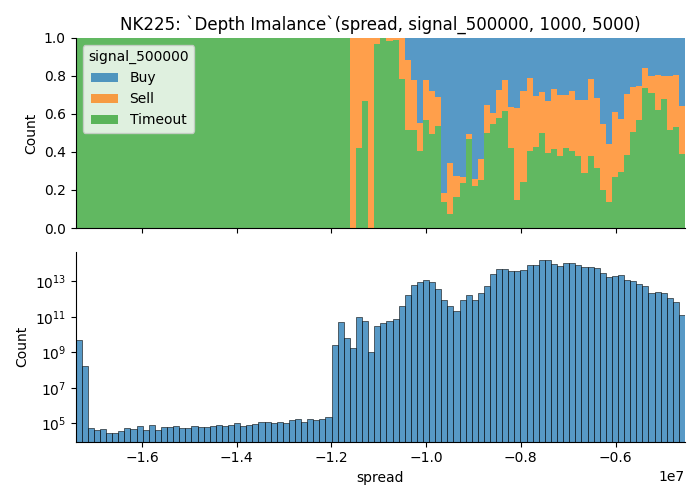 NK225: `Depth Imalance`(spread, signal_500000, 1000, 5000)
1.0
0.8
0.6
0.4
0.2
0.0
Count
signal_500000
Buy
Sell
Timeout
10^13
10^11
10^9
10^7
10^5
Count
−1.6 −1.4 −1.2 −1.0 −0.8 −0.6
1e7
spread